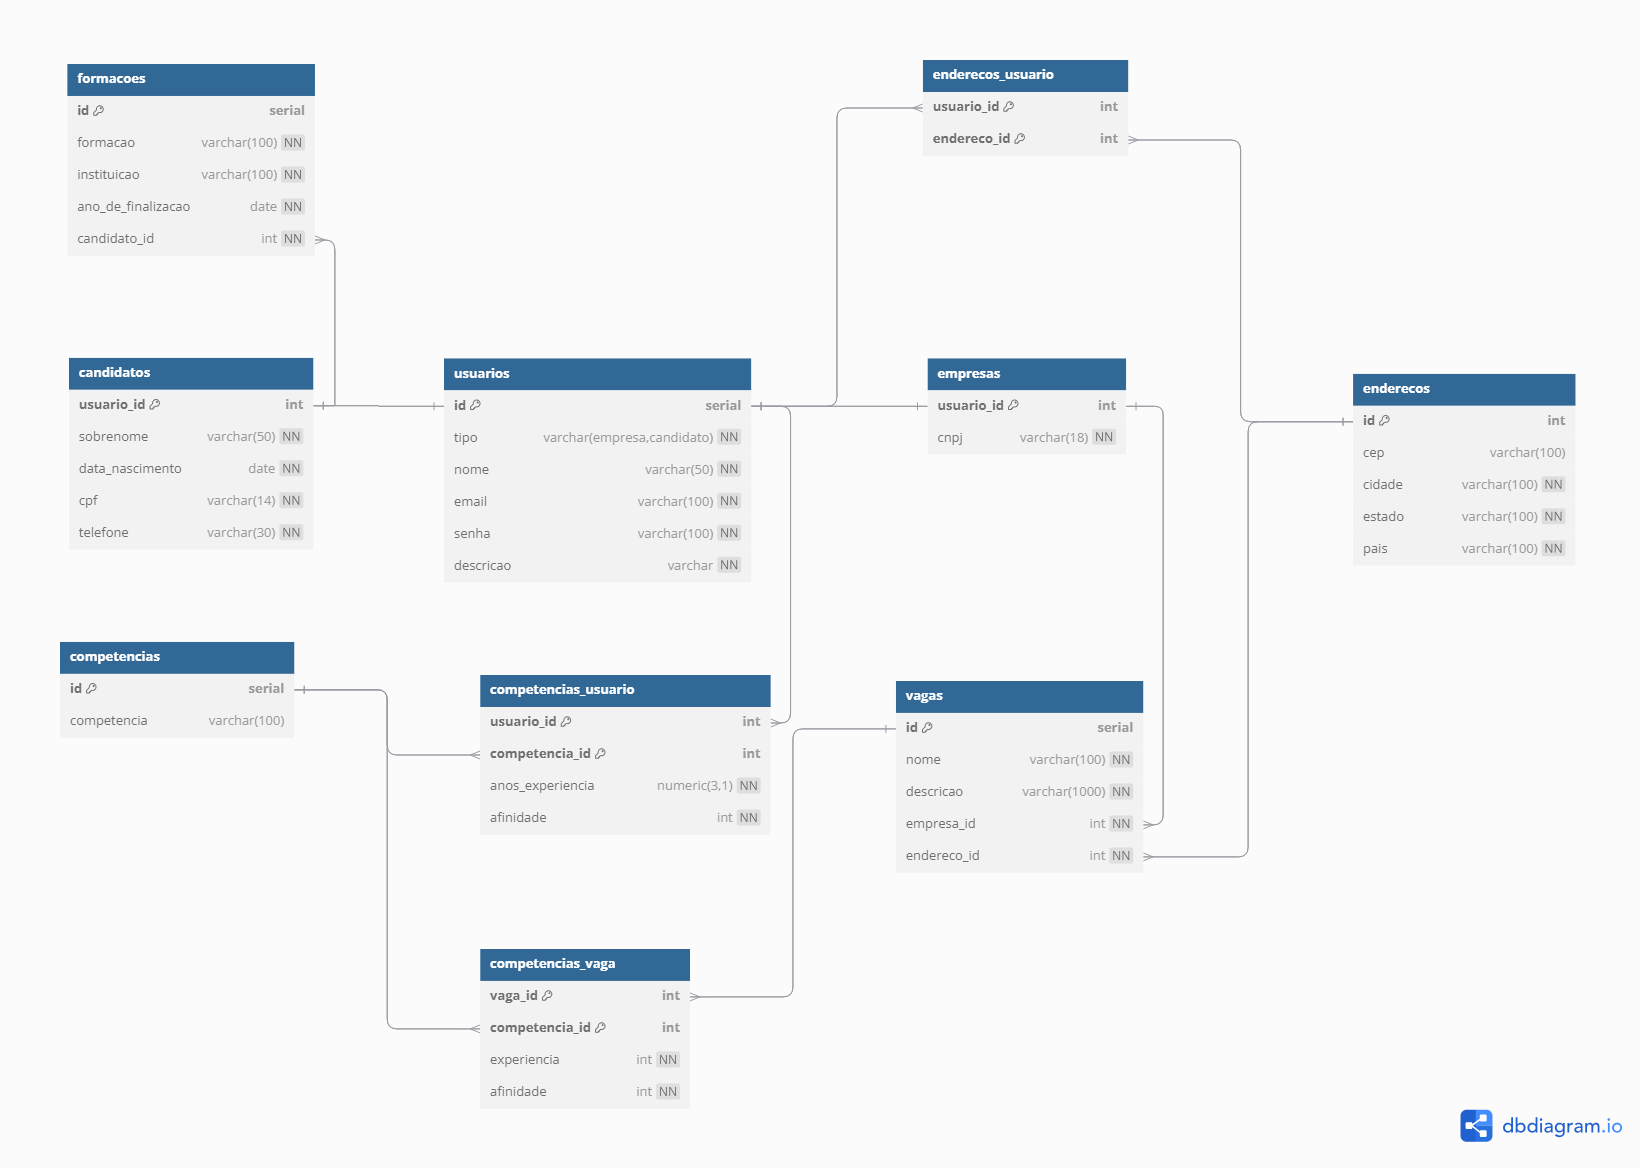 formacoes
id serial
formacao varchar(100) NN
instituicao varchar(100) NN
ano_de_finalizacao date NN
candidato_id int NN
enderecos_usuario
usuario_id int
endereco_id int
candidatos
usuario_id int
sobrenome varchar(50) NN
data_nascimento date NN
cpf varchar(14) NN
telefone varchar(30) NN
usuarios
id serial
tipo varchar(empresa,candidato) NN
nome varchar(50) NN
email varchar(100) NN
senha varchar(100) NN
descricao varchar NN
empresas
usuario_id int
cnpj varchar(18) NN
enderecos
id int
cep varchar(100)
cidade varchar(100) NN
estado varchar(100) NN
pais varchar(100) NN
competencias
id serial
competencia varchar(100)
competencias_usuario
usuario_id int
competencia_id int
anos_experiencia numeric(3,1) NN
afinidade int NN
vagas
id serial
nome varchar(100) NN
descricao varchar(1000) NN
empresa_id int NN
endereco_id int NN
competencias_vaga
vaga_id int
competencia_id int
experiencia int NN
afinidade int NN
dbdiagram.io